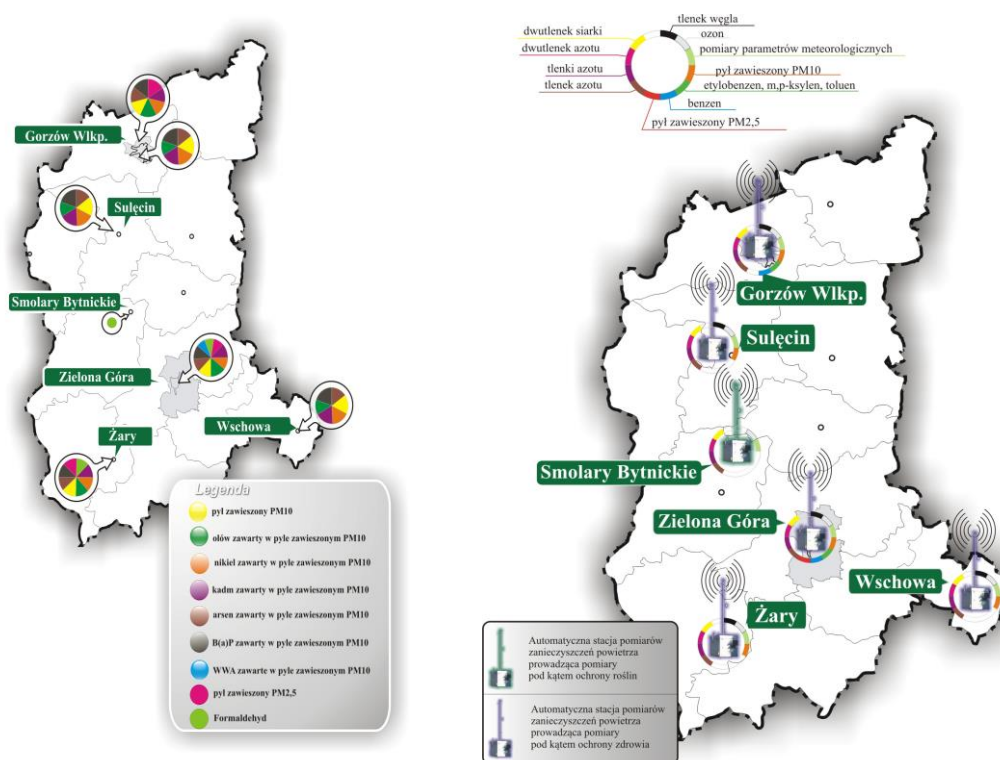 Gorzów Wlkp.
Sulęcin
Smolary Bytnickie
Zielona Góra
Wschowa
Żary
Legenda
pył zawieszony PM10
ołów zawarty w pyle zawieszonym PM10
nikiel zawarty w pyle zawieszonym PM10
kadm zawarty w pyle zawieszonym PM10
arsen zawarty w pyle zawieszonym PM10
B(a)P zawarty w pyle zawieszonym PM10
WWA zawarte w pyle zawieszonym PM10
pył zawieszony PM2,5
Formaldehyd
tlenek węgla
dwutlenek siarki
ozon
dwutlenek azotu
pomiary parametrów meteorologicznych
tlenki azotu
pył zawieszony PM10
tlenek azotu
etylobenzen, m,p-ksylen, toluen
benzen
pył zawieszony PM2,5
Gorzów Wlkp.
Sulęcin
Smolary Bytnickie
Zielona Góra
Wschowa
Żary
Automatyczna stacja pomiarów
zanieczyszczeń powietrza
prowadząca pomiary
pod kątem ochrony roślin
Automatyczna stacja pomiarów
zanieczyszczeń powietrza
prowadząca pomiary
pod kątem ochrony zdrowia